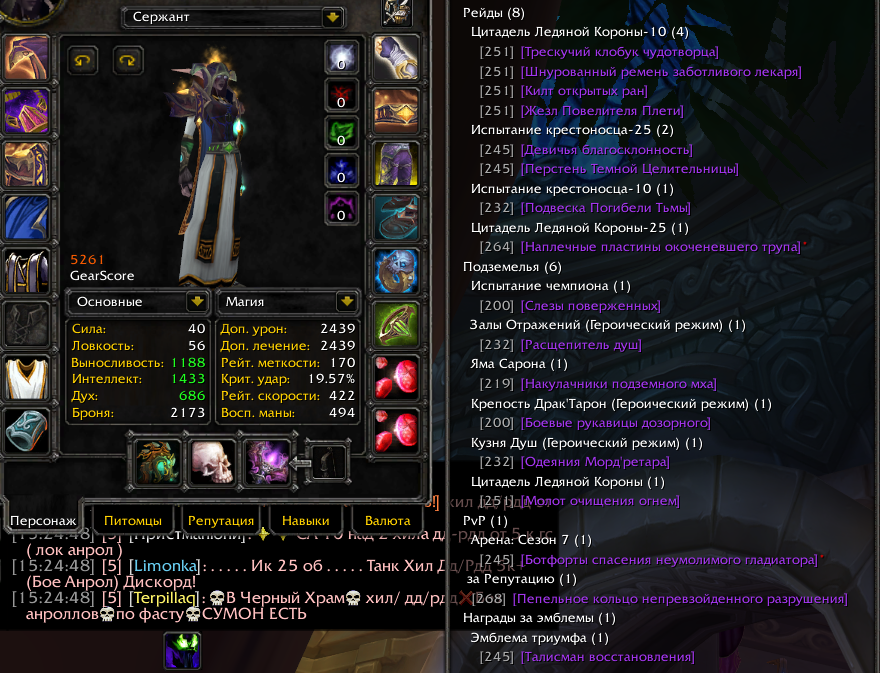 Сержант
0
0
0
0
0
5261
GearScore
Основные
Магия
Сила: 40
Ловкость: 56
Выносливость: 1188
Интеллект: 1433
Дух: 686
Броня: 2173
Доп. урон: 2439
Доп. лечение: 2439
Рейт. меткости: 170
Крит. удар: 19.57%
Рейт. скорости: 422
Восп. маны: 494
Персонаж
Питомцы
Репутация
Навыки
Валюта
( лок анрол )
[15:24:48] [5] [Limonka]: . . . . . Ик 25 об . . . . . Танк Хил
(Бое Анрол) Дискорд!
[15:24:48] [5] [Terpillaq]: В Черный Храм хил/ дд/рдд
анроллов по фасту СУМОН ЕСТЬ
Рейды (8)
Цитадель Ледяной Короны-10 (4)
[251] [Трескучий клобук чудотворца]
[251] [Шнурованный ремень заботливого лекаря]
[251] [Килт открытых ран]
[251] [Жезл Повелителя Плети]
Испытание крестоносца-25 (2)
[245] [Девичья благосклонность]
[245] [Перстень Темной Целительницы]
Испытание крестоносца-10 (1)
[232] [Подвеска Погибели Тьмы]
Цитадель Ледяной Короны-25 (1)
[264] [Наплечные пластины окоченевшего трупа]*
Подземелья (6)
Испытание чемпиона (1)
[200] [Слезы поверженных]
Залы Отражений (Героический режим) (1)
[232] [Расщепитель душ]
Яма Сарона (1)
[219] [Накулачники подземного мха]
Крепость Драк'Тарон (Героический режим) (1)
[200] [Боевые рукавицы дозорного]
Кузня Душ (Героический режим) (1)
[232] [Одеяния Морд'ретара]
Цитадель Ледяной Короны (1)
[251] [Молот очищения огнем]
PvP (1)
Арена: Сезон 7 (1)
[245] [Ботфорты спасения неумолимого гладиатора]*
за Репутацию (1)
[268] [Пепельное кольцо непревзойденного разрушения]
Награды за эмблемы (1)
Эмблема триумфа (1)
[245] [Талисман восстановления]